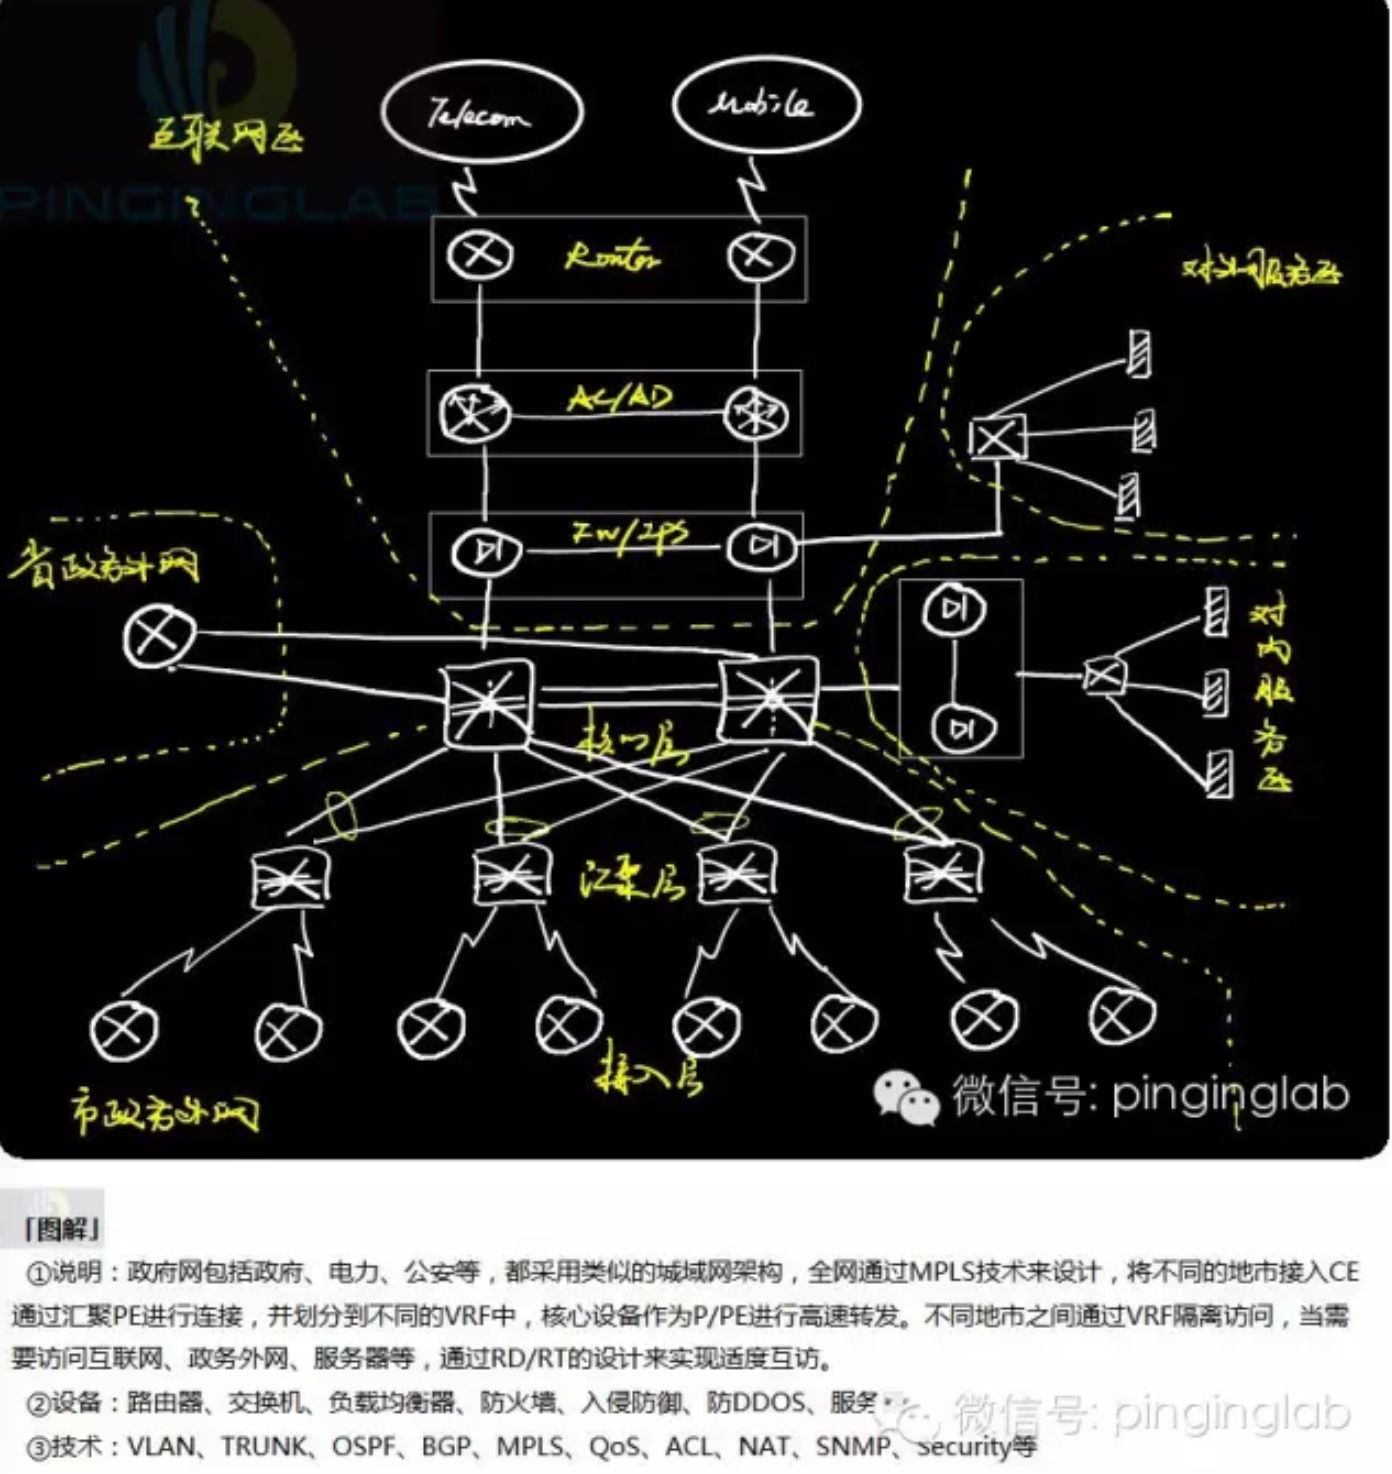 Telecom
Mobile
互联网区
PINGINGLAB
Router
对外服务区
AC/AD
FW/IPS
省政务外网
对内服务区
核心层
汇聚层
接入层
市政务外网
微信号: pinginglab
「图解」
①说明：政府网包括政府、电力、公安等，都采用类似的城域网架构，全网通过MPLS技术来设计，将不同的地市接入CE
通过汇聚PE进行连接，并划分到不同的VRF中，核心设备作为P/PE进行高速转发。不同地市之间通过VRF隔离访问，当需
要访问互联网、政务外网、服务器等，通过RD/RT的设计来实现适度互访。
②设备：路由器、交换机、负载均衡器、防火墙、入侵防御、防DDOS、服务
微信号: pinginglab
③技术：VLAN、TRUNK、OSPF、BGP、MPLS、QoS、ACL、NAT、SNMP、Security等